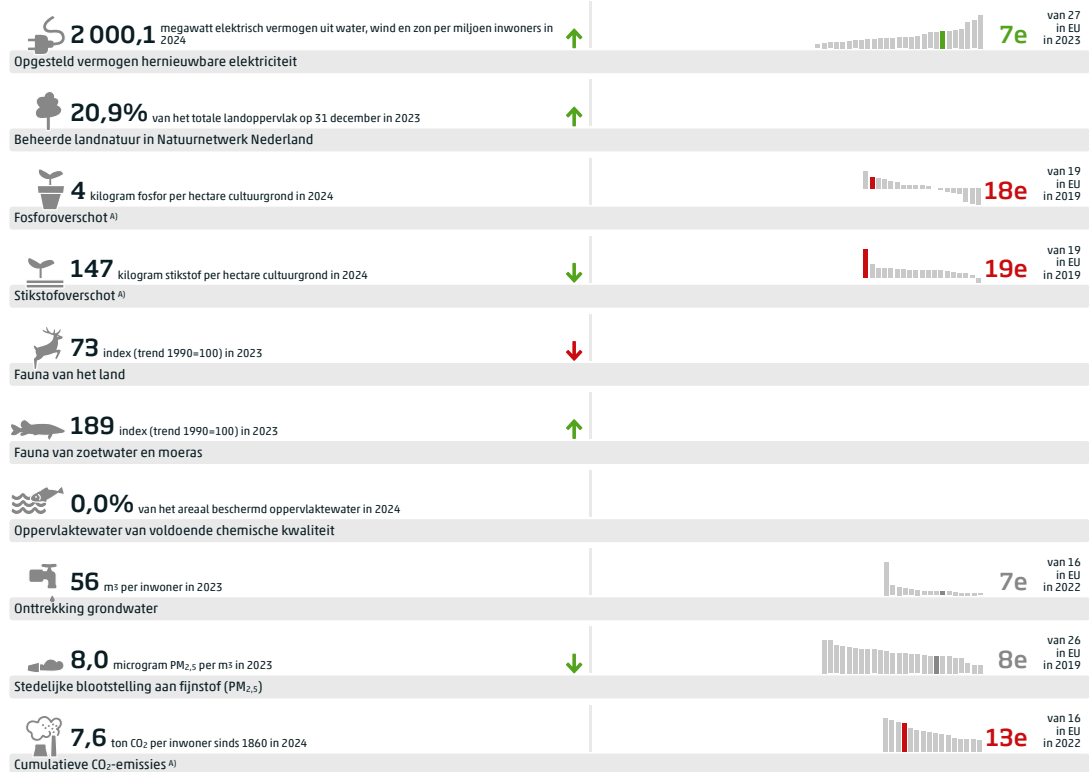 2 000,1 megawatt elektrisch vermogen uit water, wind en zon per miljoen inwoners in
2024
7e
van 27
in EU
in 2023
Opgesteld vermogen hernieuwbare elektriciteit
20,9% van het totale landoppervlak op 31 december in 2023
Beheerde landnatuur in Natuurnetwerk Nederland
4 kilogram fosfor per hectare cultuurgrond in 2024
18e
van 19
in EU
in 2019
Fosforoverschot A)
147 kilogram stikstof per hectare cultuurgrond in 2024
19e
van 19
in EU
in 2019
Stikstofoverschot A)
73 index (trend 1990=100) in 2023
Fauna van het land
189 index (trend 1990=100) in 2023
Fauna van zoetwater en moeras
0,0% van het areaal beschermd oppervlaktewater in 2024
Oppervlaktewater van voldoende chemische kwaliteit
56 m3 per inwoner in 2023
7e
van 16
in EU
in 2022
Onttrekking grondwater
8,0 microgram PM2,5 per m3 in 2023
8e
van 26
in EU
in 2019
Stedelijke blootstelling aan fijnstof (PM2,5)
7,6 ton CO2 per inwoner sinds 1860 in 2024
13e
van 16
in EU
in 2022
Cumulatieve CO2-emissies A)